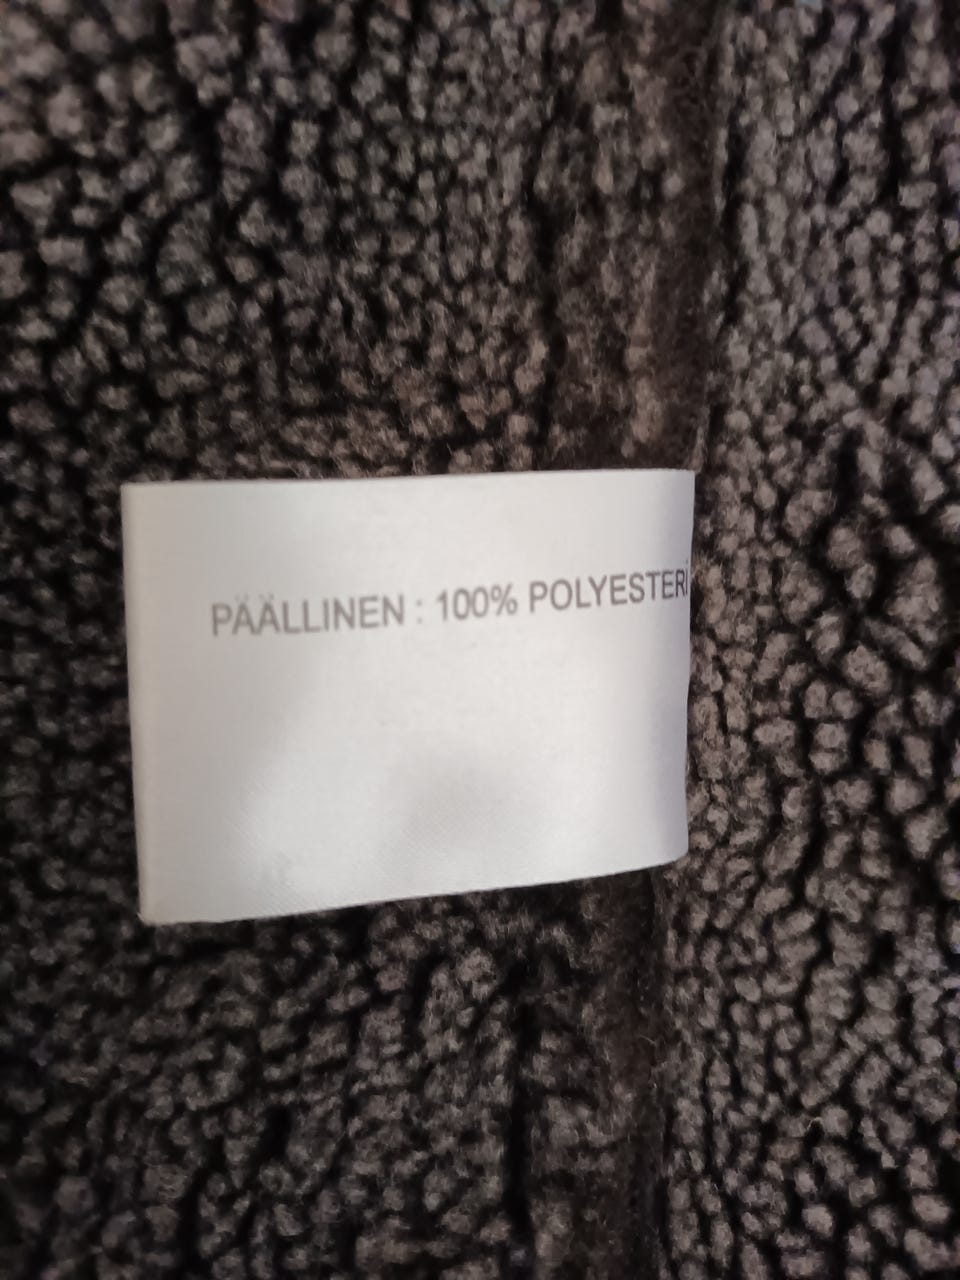 PÄÄLLINEN : 100% POLYESTERİ